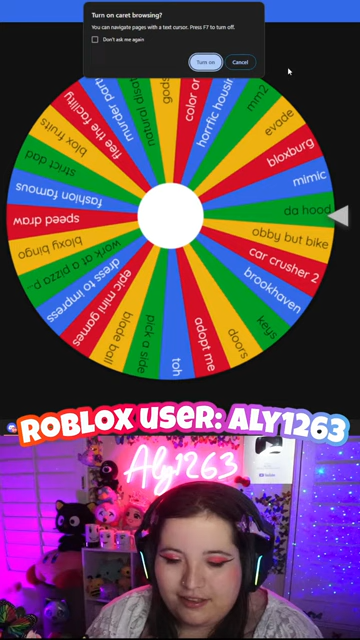 Turn on caret browsing?
You can navigate pages with a text cursor. Press F7 to turn off.
Don't ask me again
Turn on
Cancel
natural disas
dogs
color or
horrific housin
mm2
evade
bloxburg
mimic
da hood
obby but bike
car crusher 2
brookhaven
keys
doors
adopt me
toh
pick a side
blade ball
epic mini games
dress to impress
work at a pizza p..
bloxy bingo
speed draw
fashion famous
strict dad
blox fruits
flee the facility
murder party
ROBLOX USER: ALY1263
Aly1263